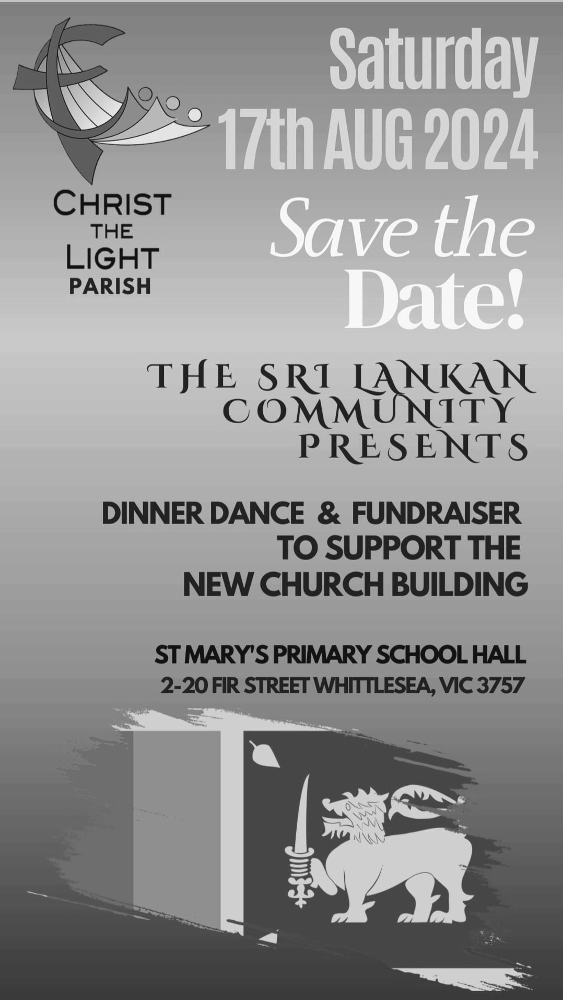 Saturday
17th AUG 2024
Save the
Date!
CHRIST
THE
LIGHT
PARISH
THE SRI LANKAN
COMMUNITY
PRESENTS
DINNER DANCE & FUNDRAISER
TO SUPPORT THE
NEW CHURCH BUILDING
ST MARY'S PRIMARY SCHOOL HALL
2-20 FIR STREET WHITTLESEA, VIC 3757